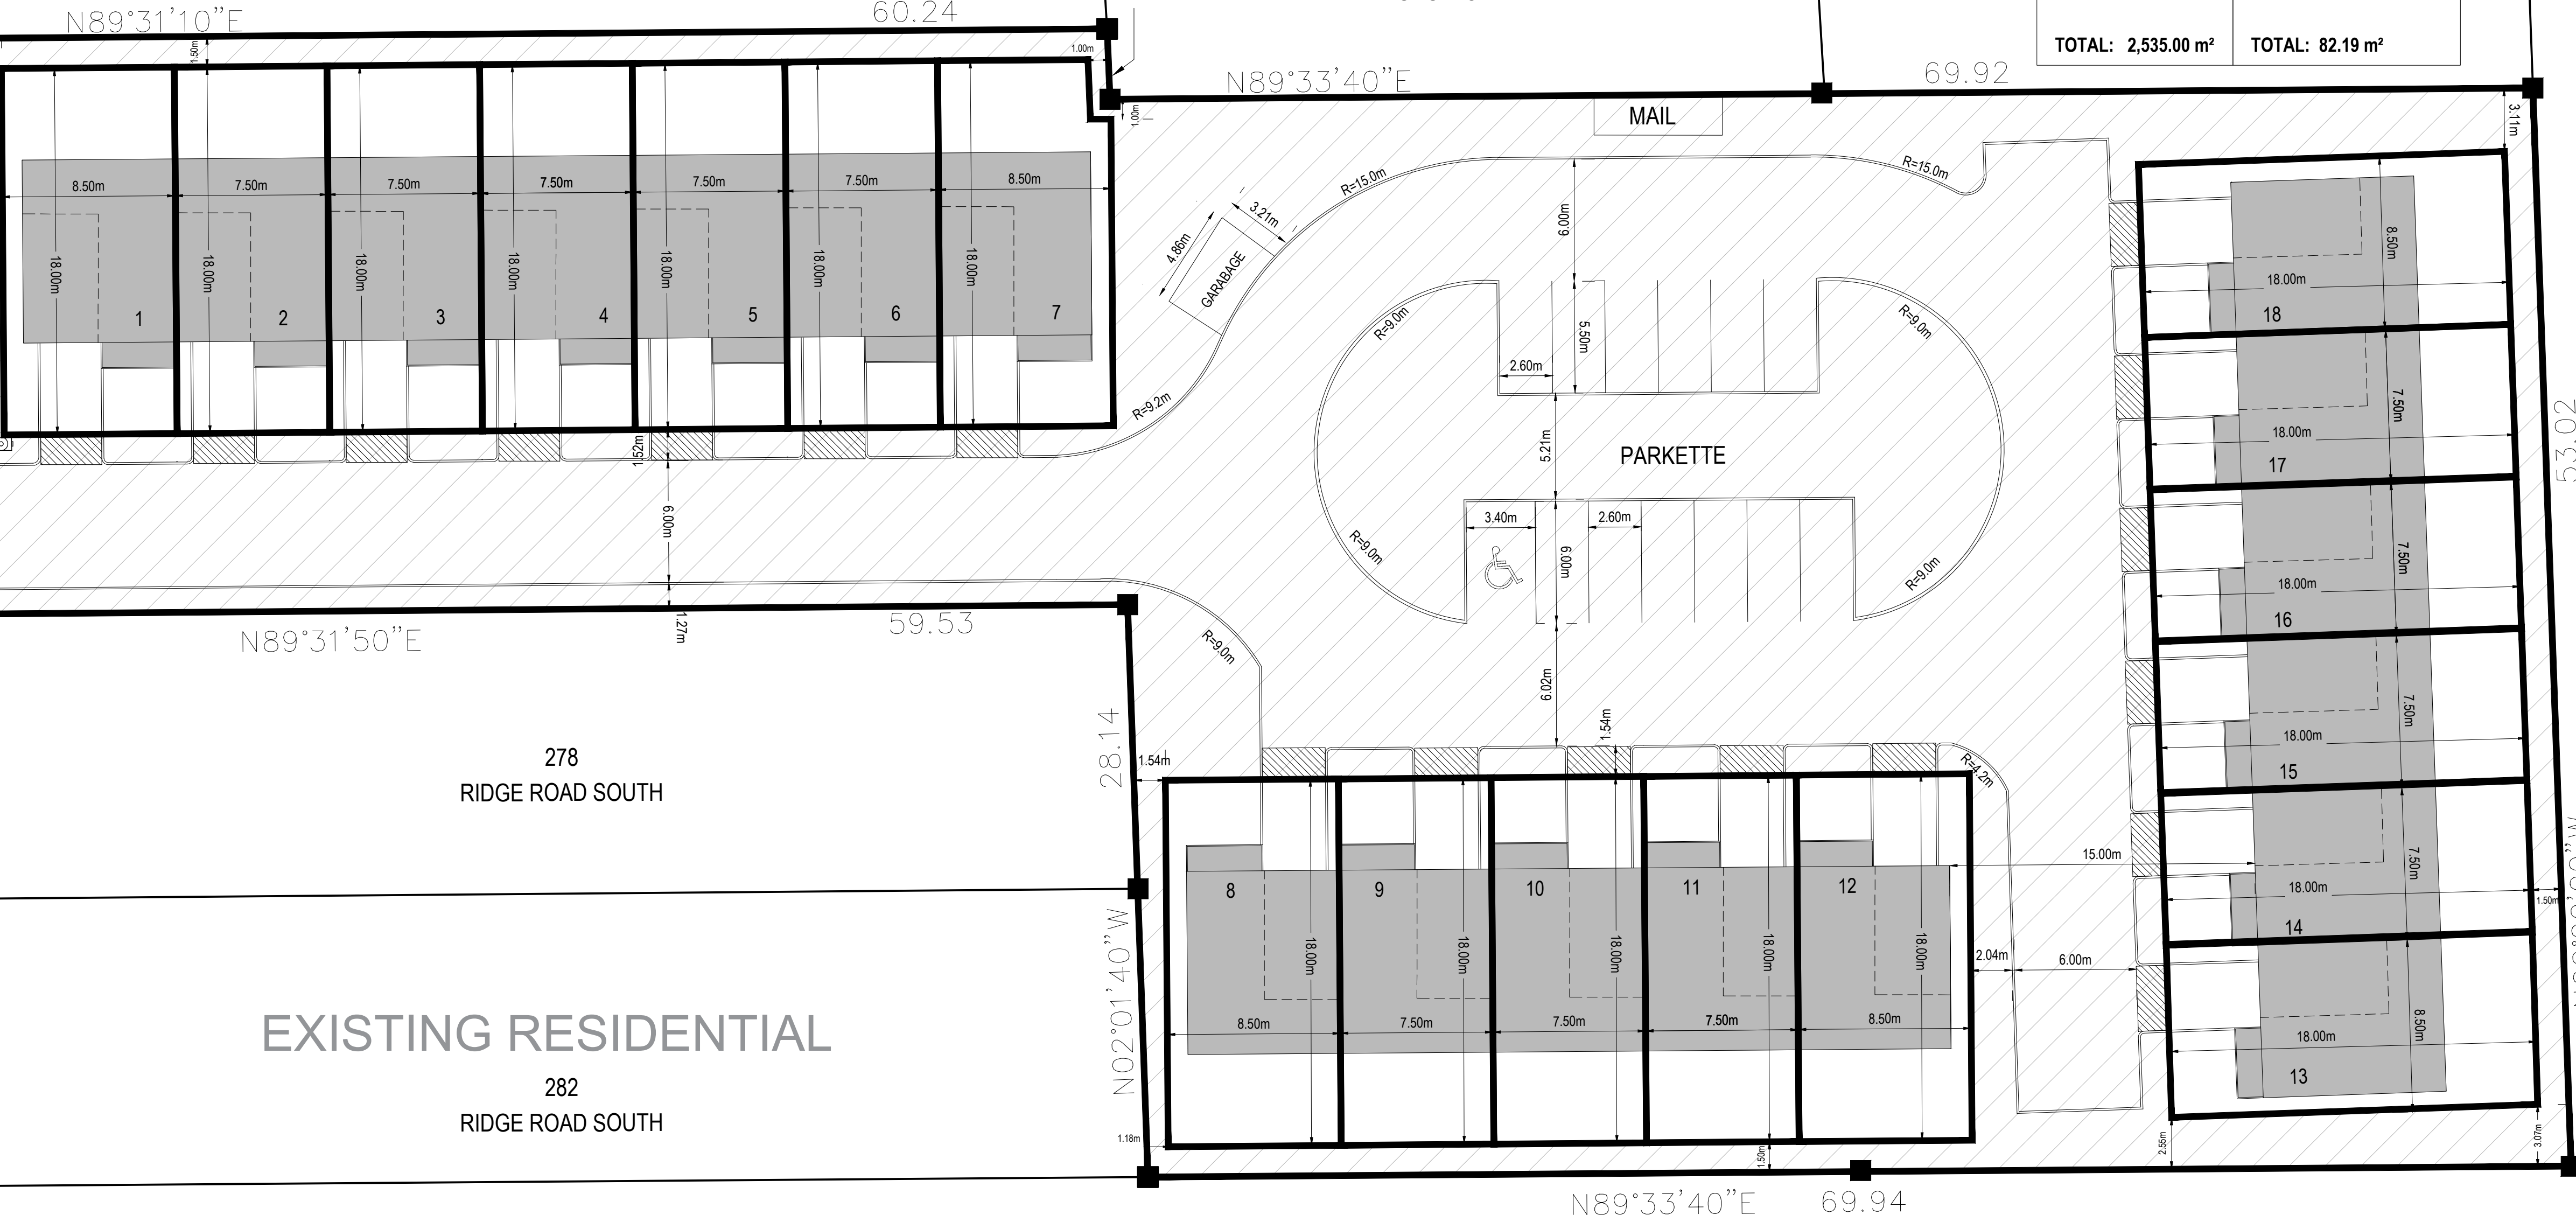 N89°31'10"E
60.24
TOTAL: 2,535.00 m²
TOTAL: 82.19 m²
1.50m
1.00m
N89°33'40"E
69.92
1.00m
MAIL
3.11m
8.50m
7.50m
7.50m
7.50m
7.50m
7.50m
8.50m
18.00m
18.00m
18.00m
18.00m
18.00m
18.00m
18.00m
1
2
3
4
5
6
7
R=15.0m
R=15.0m
3.21m
4.86m
GARABAGE
6.00m
5.50m
R=9.0m
R=9.0m
2.60m
R=9.2m
8.50m
18.00m
18
7.50m
18.00m
17
53.02
1.52m
6.00m
5.21m
PARKETTE
3.40m
2.60m
6.00m
R=9.0m
R=9.0m
7.50m
18.00m
16
N89°31'50"E
59.53
1.27m
R=9.0m
6.02m
7.50m
18.00m
15
278
RIDGE ROAD SOUTH
28.14
1.54m
1.54m
R=4.2m
15.00m
7.50m
18.00m
14
1.50m
8
9
10
11
12
18.00m
18.00m
18.00m
18.00m
18.00m
2.04m
6.00m
N02°01'40"W
8.50m
7.50m
7.50m
7.50m
8.50m
8.50m
18.00m
13
EXISTING RESIDENTIAL
282
RIDGE ROAD SOUTH
1.18m
1.50m
2.55m
3.07m
N89°33'40"E
69.94